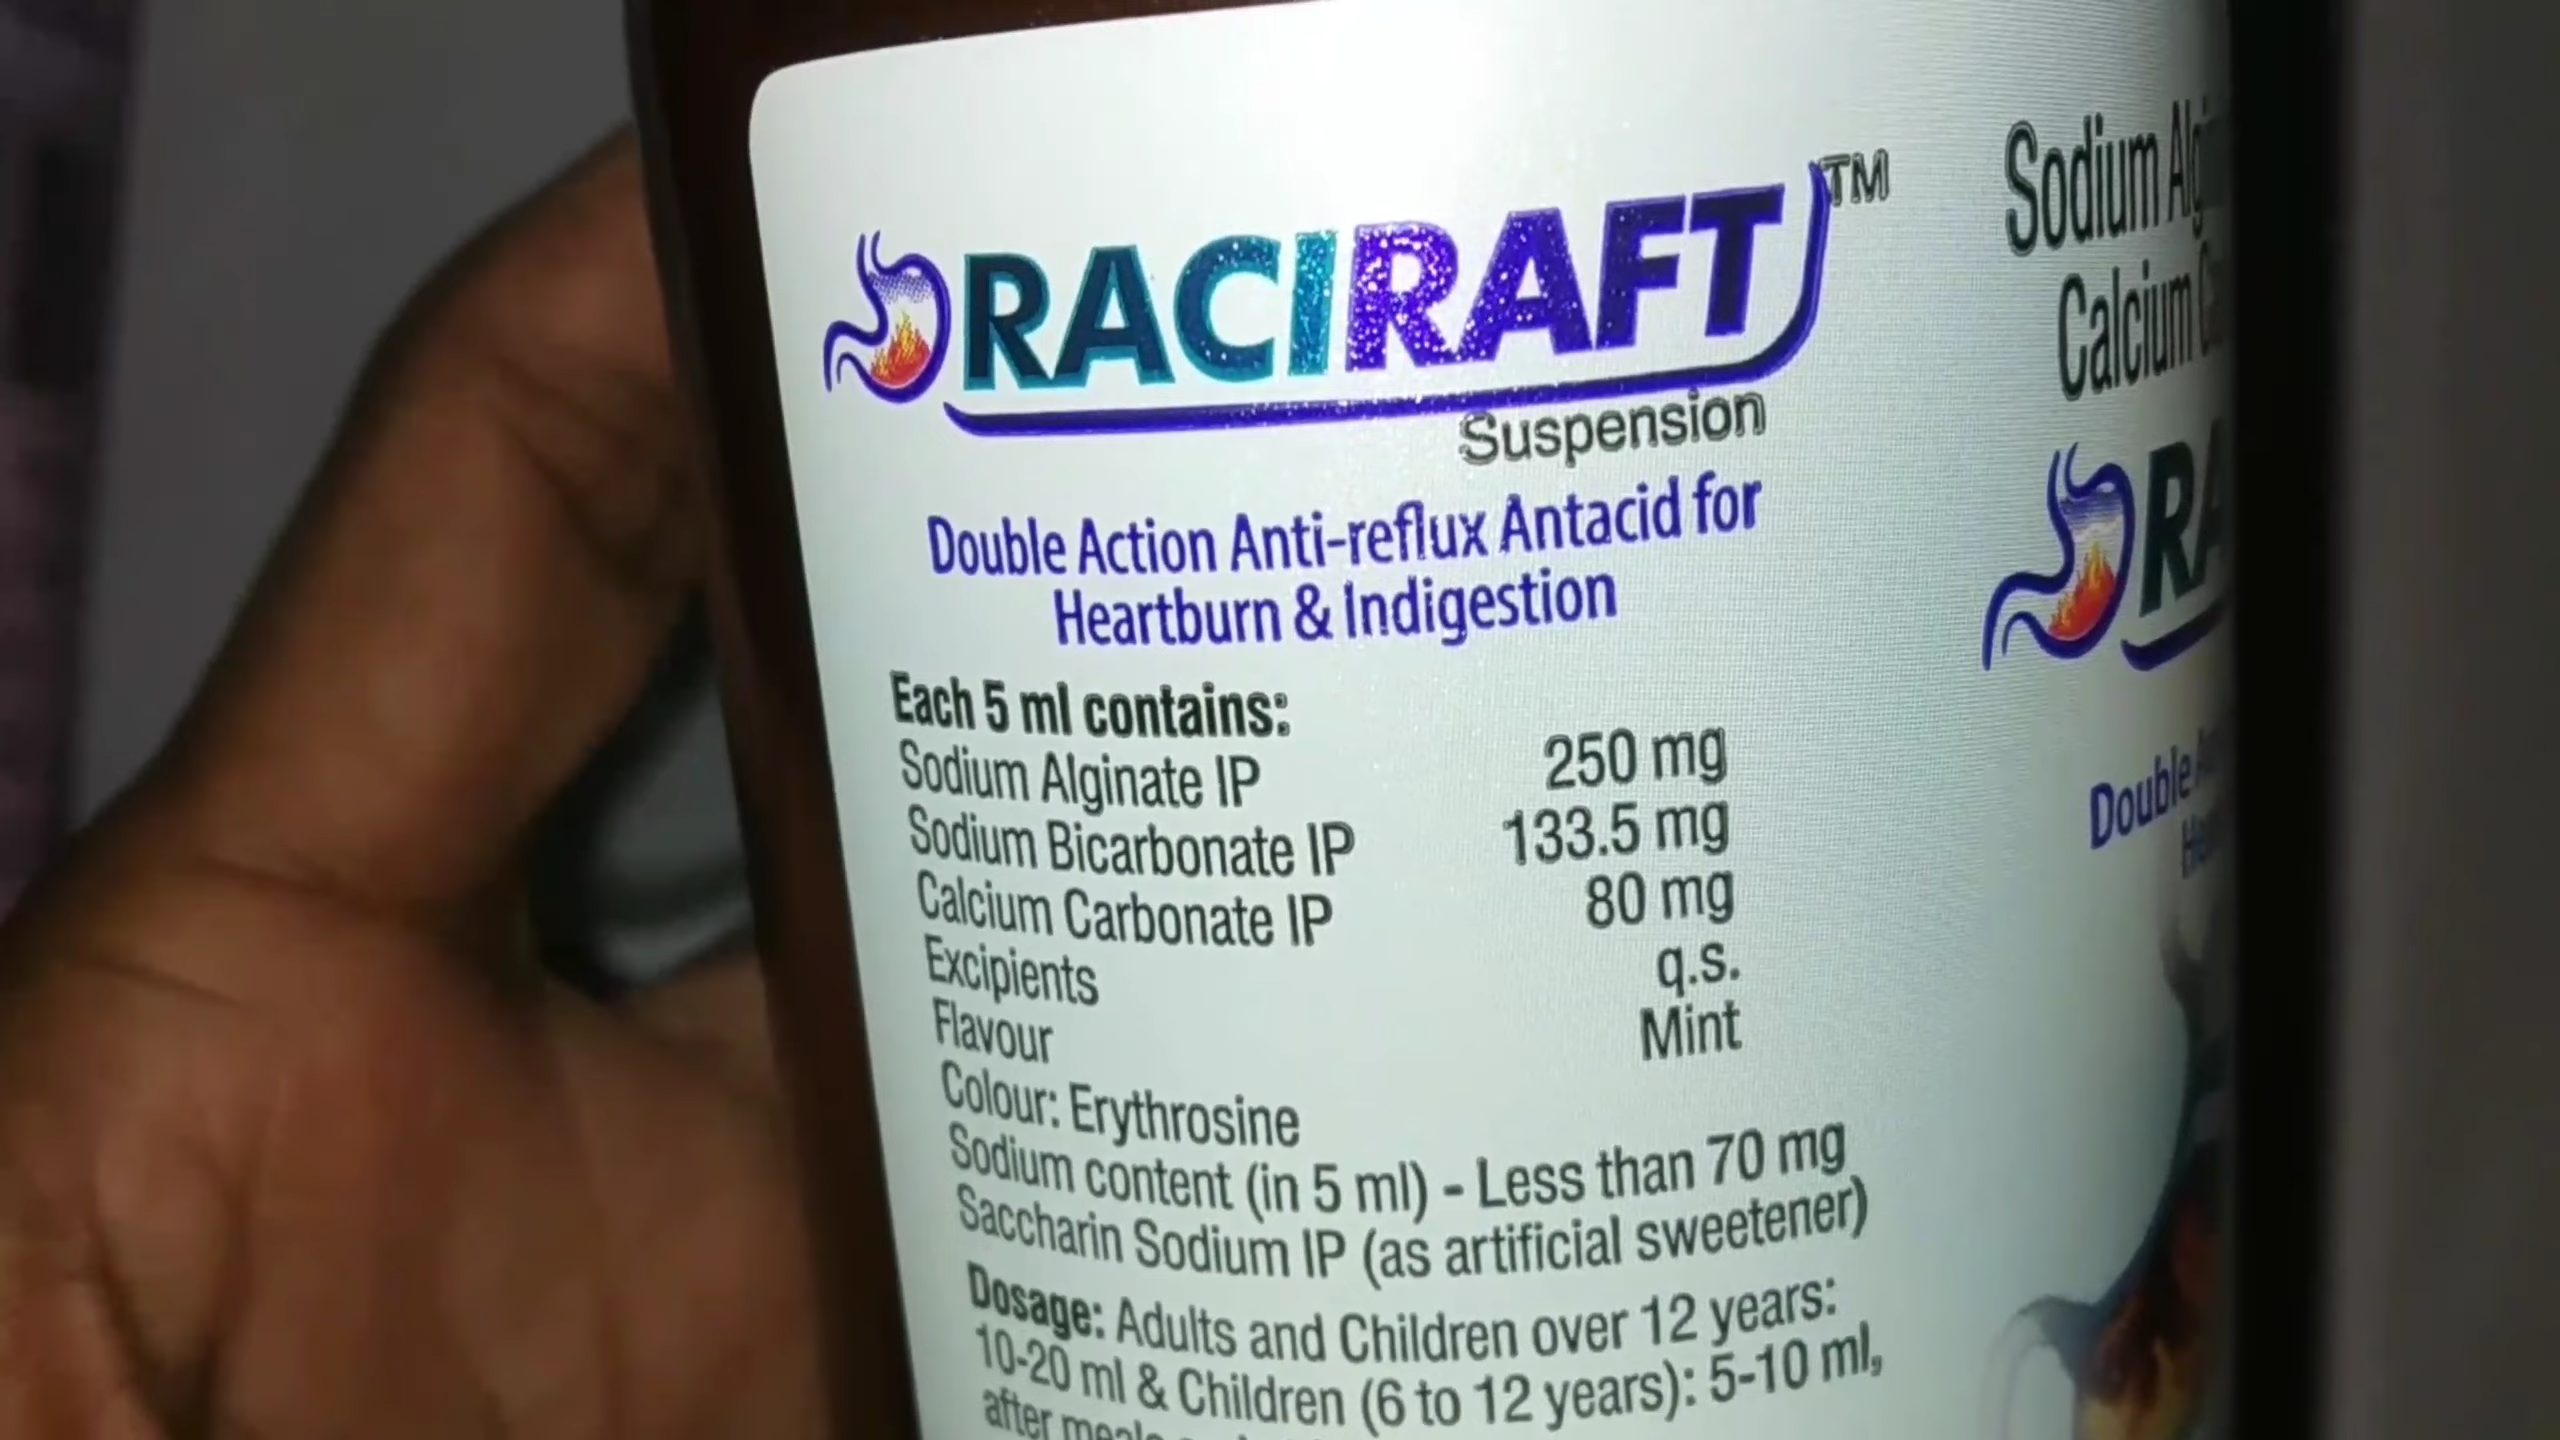 RACIRAFT™
Suspension
Double Action Anti-reflux Antacid for
Heartburn & Indigestion
Each 5 ml contains:
Sodium Alginate IP 250 mg
Sodium Bicarbonate IP 133.5 mg
Calcium Carbonate IP 80 mg
Excipients q.s.
Flavour Mint
Colour: Erythrosine
Sodium content (in 5 ml) - Less than 70 mg
Saccharin Sodium IP (as artificial sweetener)
Dosage: Adults and Children over 12 years:
10-20 ml & Children (6 to 12 years): 5-10 ml,
after meals
Sodium
Calcium
Double